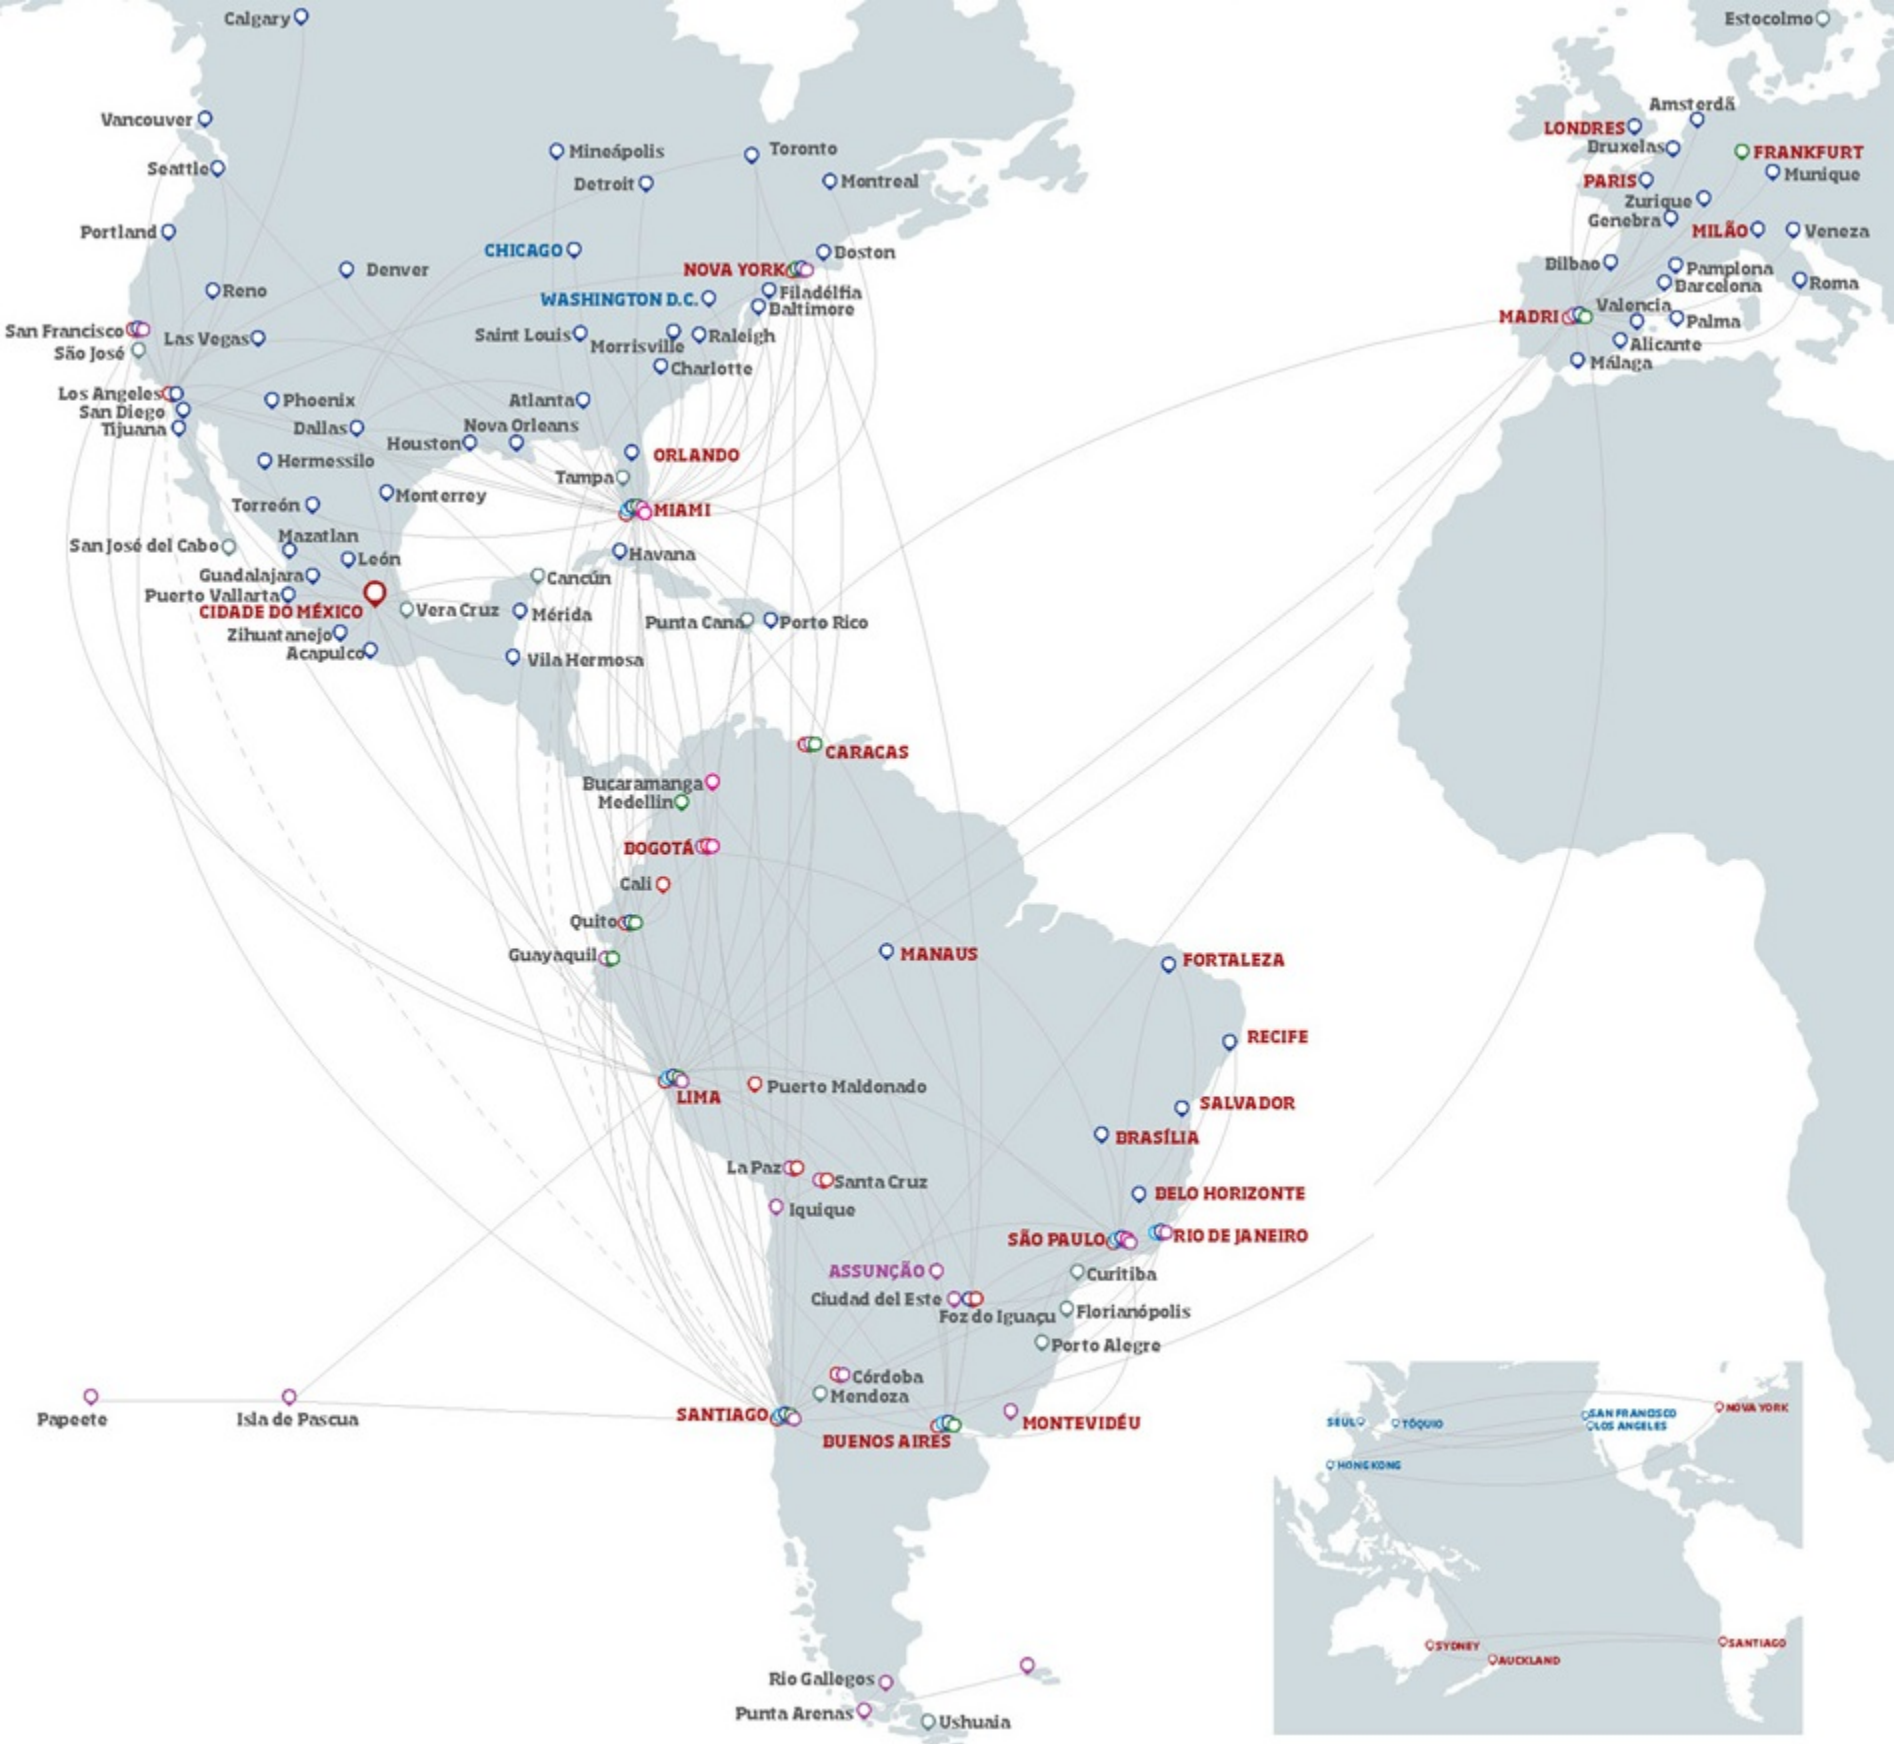 Calgary
Estocolmo
Vancouver
Amsterdã
LONDRES
Druxelas
FRANKFURT
Mineápolis
Toronto
Seattle
Detroit
Montreal
PARIS
Munique
Zurique
Genebra
Portland
MILÃO
Veneza
CHICAGO
Boston
Denver
NOVA YORK
Bilbao
Pamplona
Reno
WASHINGTON D.C.
Filadélfia
Barcelona
Roma
Baltimore
Valencia
MADRI
Palma
San Francisco
Las Vegas
Saint Louis
Morrisville
Raleigh
Alicante
São José
Málaga
Charlotte
Los Angeles
Phoenix
Atlanta
San Diego
Tijuana
Dallas
Nova Orleans
Houston
ORLANDO
Hermessilo
Tampa
Torreón
Monterrey
MIAMI
Mazatlan
San José del Cabo
León
Havana
Guadalajara
Cancún
Puerto Vallarta
CIDADE DO MÉXICO
Vera Cruz
Mérida
Punta Cana
Porto Rico
Zihuatanejo
Acapulco
Vila Hermosa
CARACAS
Bucaramanga
Medellin
DOGOTÁ
Cali
Quito
Guayaquil
MANAUS
FORTALEZA
RECIFE
LIMA
Puerto Maldonado
SALVADOR
BRASÍLIA
La Paz
Santa Cruz
DELO HORIZONTE
Iquique
SÃO PAULO
RIO DE JANEIRO
ASSUNÇÃO
Curitiba
Ciudad del Este
Foz do Iguaçu
Florianópolis
Porto Alegre
Córdoba
Mendoza
Papeete
Isla de Pascua
SANTIAGO
MONTEVIDÉU
DUENOS AIRES
SEUL
TÓQUIO
SAN FRANCISCO
LOS ANGELES
NOVA YORK
HONG KONG
SYDNEY
AUCKLAND
SANTIAGO
Rio Gallegos
Punta Arenas
Ushuaia